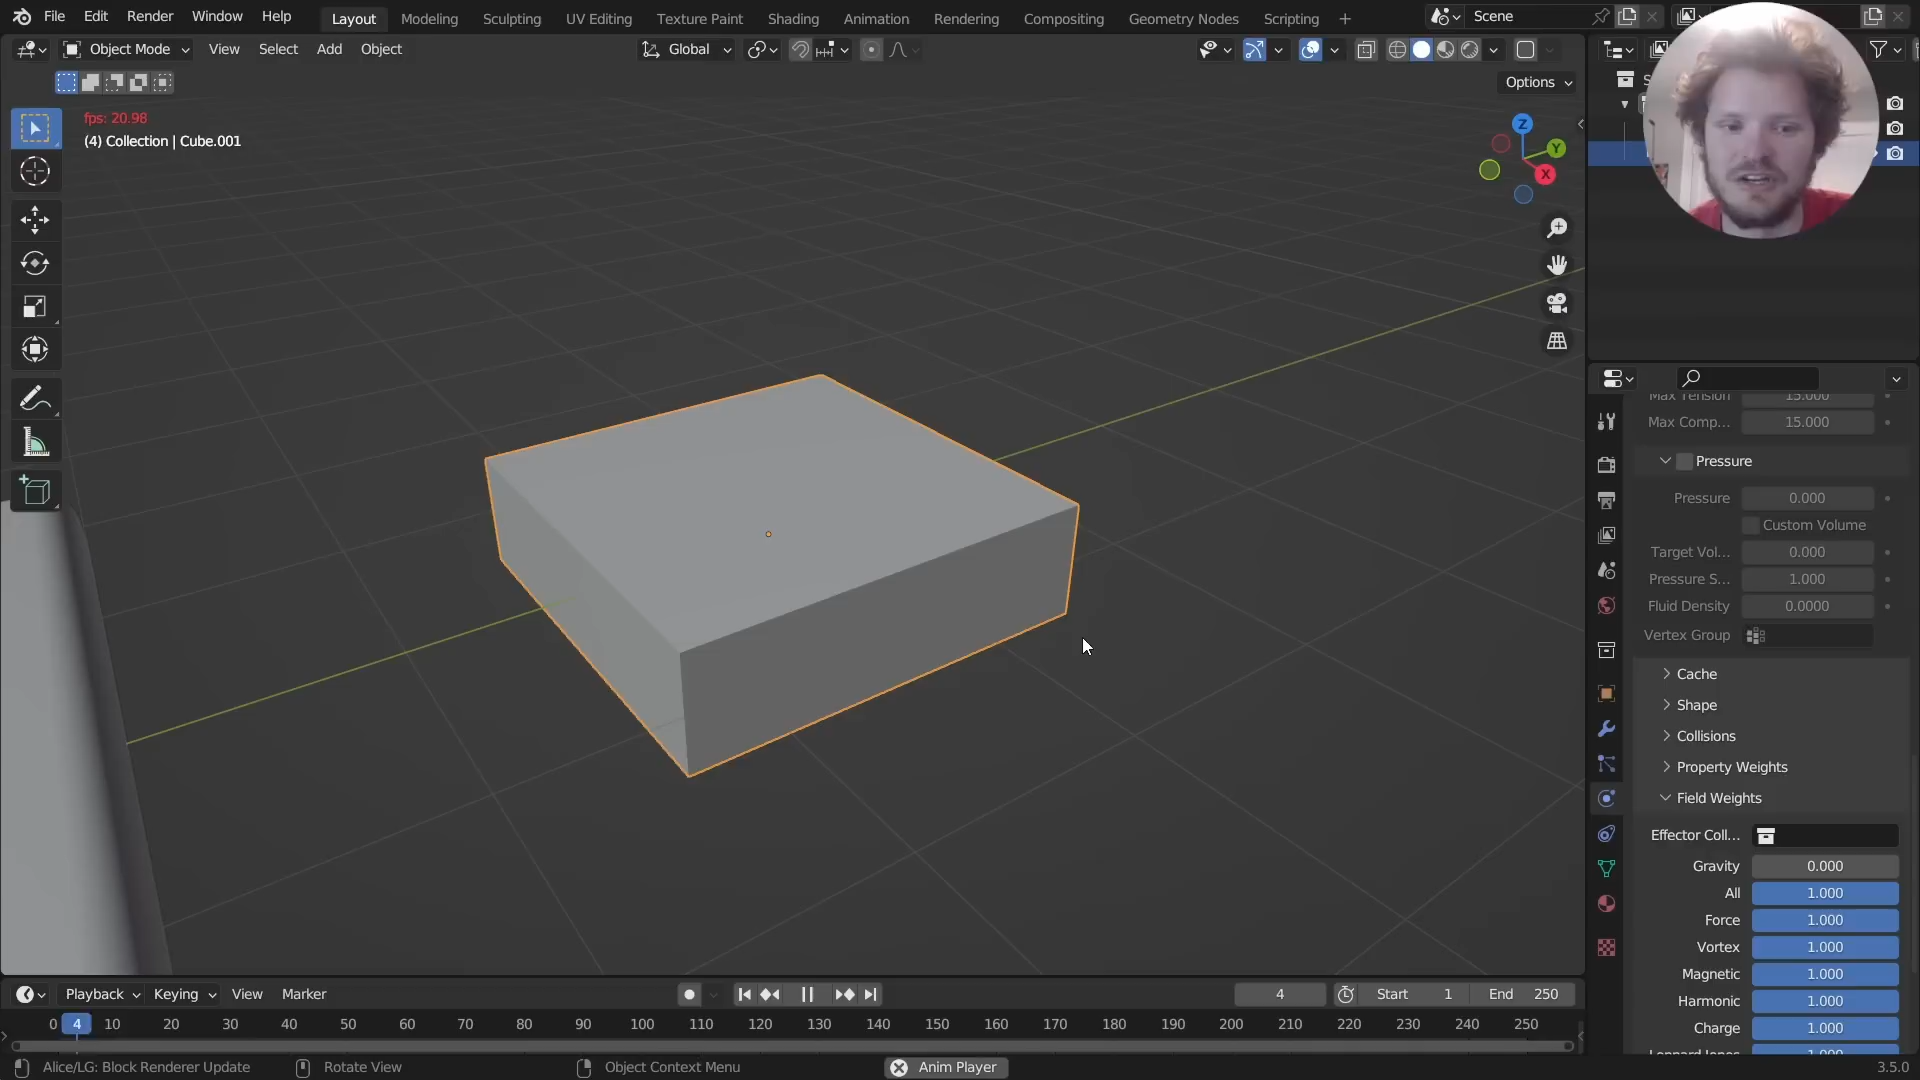 File Edit Render Window Help
Layout Modeling Sculpting UV Editing Texture Paint Shading Animation Rendering Compositing Geometry Nodes Scripting +
Scene
Object Mode View Select Add Object
Global
Options
fps: 20.98
(4) Collection | Cube.001
Z
Y
X
Max Tension 15.000
Max Comp... 15.000
Pressure
Pressure 0.000
Custom Volume
Target Vol... 0.000
Pressure S... 1.000
Fluid Density 0.0000
Vertex Group
Cache
Shape
Collisions
Property Weights
Field Weights
Effector Coll...
Gravity 0.000
All 1.000
Force 1.000
Vortex 1.000
Magnetic 1.000
Harmonic 1.000
Charge 1.000
Playback Keying View Marker
4
Start 1 End 250
0 4 10 20 30 40 50 60 70 80 90 100 110 120 130 140 150 160 170 180 190 200 210 220 230 240 250
Alice/LG: Block Renderer Update Rotate View Object Context Menu Anim Player 3.5.0